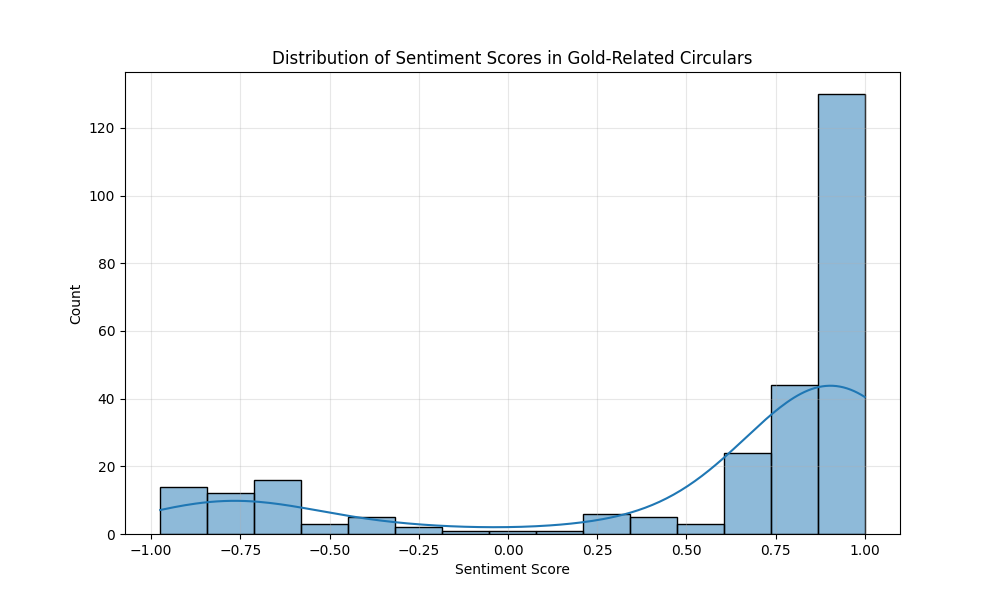 Distribution of Sentiment Scores in Gold-Related Circulars
Count
120
100
80
60
40
20
0
−1.00 −0.75 −0.50 −0.25 0.00 0.25 0.50 0.75 1.00
Sentiment Score